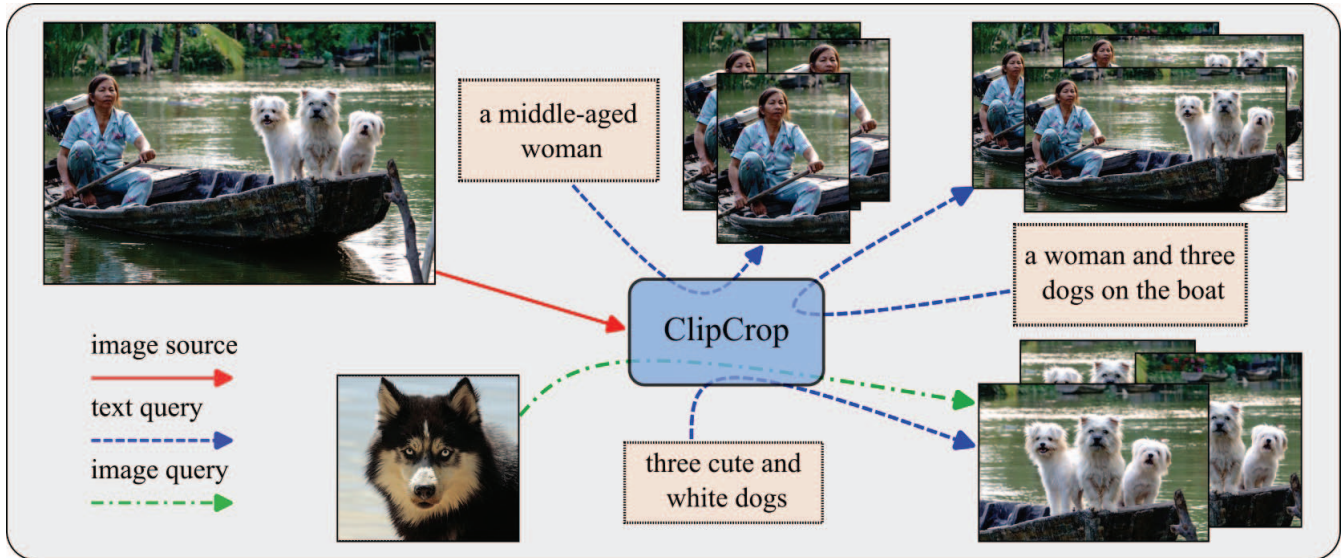 a middle-aged
woman
a woman and three
dogs on the boat
ClipCrop
image source
text query
image query
three cute and
white dogs